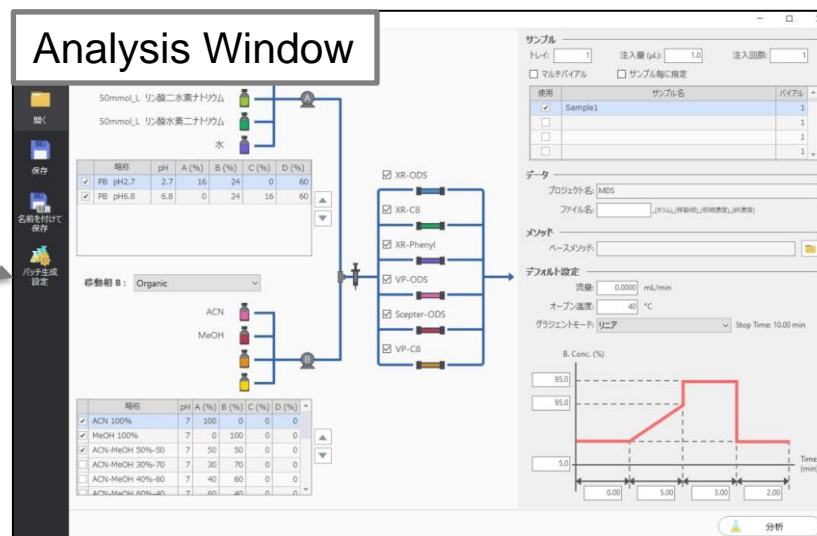 Analysis Window
開く
保存
名前を付けて
保存
バッチ生成
設定
50mmol_L リン酸二水素ナトリウム
50mmol_L リン酸水素二ナトリウム
水
A
略称 pH A (%) B (%) C (%) D (%)
PB pH2.7 2.7 16 24 0 60
PB pH6.8 6.8 0 24 16 60
移動相 B : Organic
ACN
MeOH
B
略称 pH A (%) B (%) C (%) D (%)
ACN 100% 7 100 0 0 0
MeOH 100% 7 0 100 0 0
ACN-MeOH 50%-50 7 50 50 0 0
ACN-MeOH 30%-70 7 30 70 0 0
ACN-MeOH 40%-60 7 40 60 0 0
ACN-MeOH 60%-40 7 60 40 0 0
XR-ODS
XR-C8
XR-Phenyl
VP-ODS
Scepter-ODS
VP-C8
サンプル
トレイ: 1 注入量 (μL): 1.0 注入回数: 1
マルチバイアル サンプル毎に指定
使用 サンプル名 バイアル
Sample1 1
1
1
1
データ
プロジェクト名: MDS
ファイル名:
メソッド
ベースメソッド:
デフォルト設定
流量: 0.0000 mL/min
オーブン温度: 40 °C
グラジエントモード: リニア Stop Time: 10.00 min
B. Conc. (%)
95.0
95.0
5.0
Time
(min)
0.00 5.00 3.00 2.00
分析